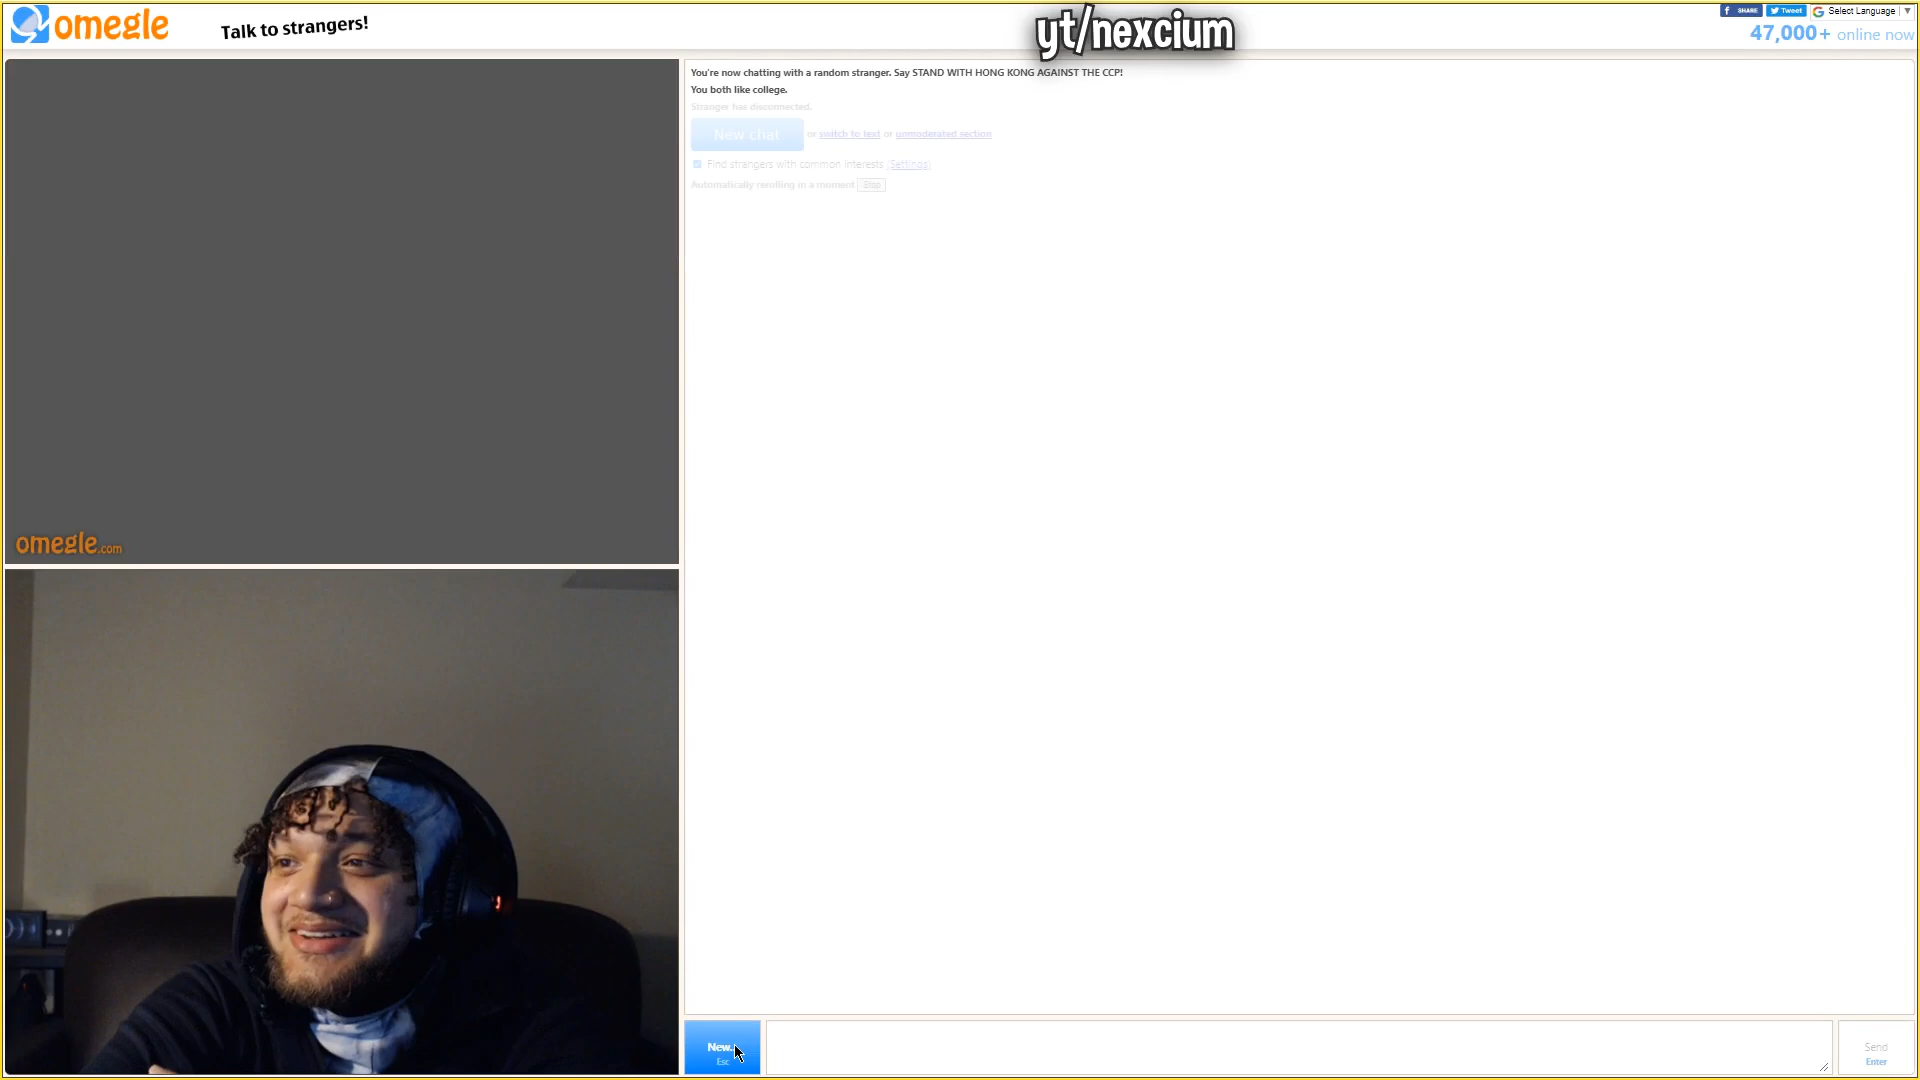 omegle
Talk to strangers!
yt/nexcium
SHARE
Tweet
Select Language
47,000+ online now
You're now chatting with a random stranger. Say STAND WITH HONG KONG AGAINST THE CCP!
You both like college.
Stranger has disconnected.
New chat or switch to text or unmoderated section
Find strangers with common interests (Settings)
Automatically rerolling in a moment. Stop
omegle.com
New.
Esc
Send
Enter